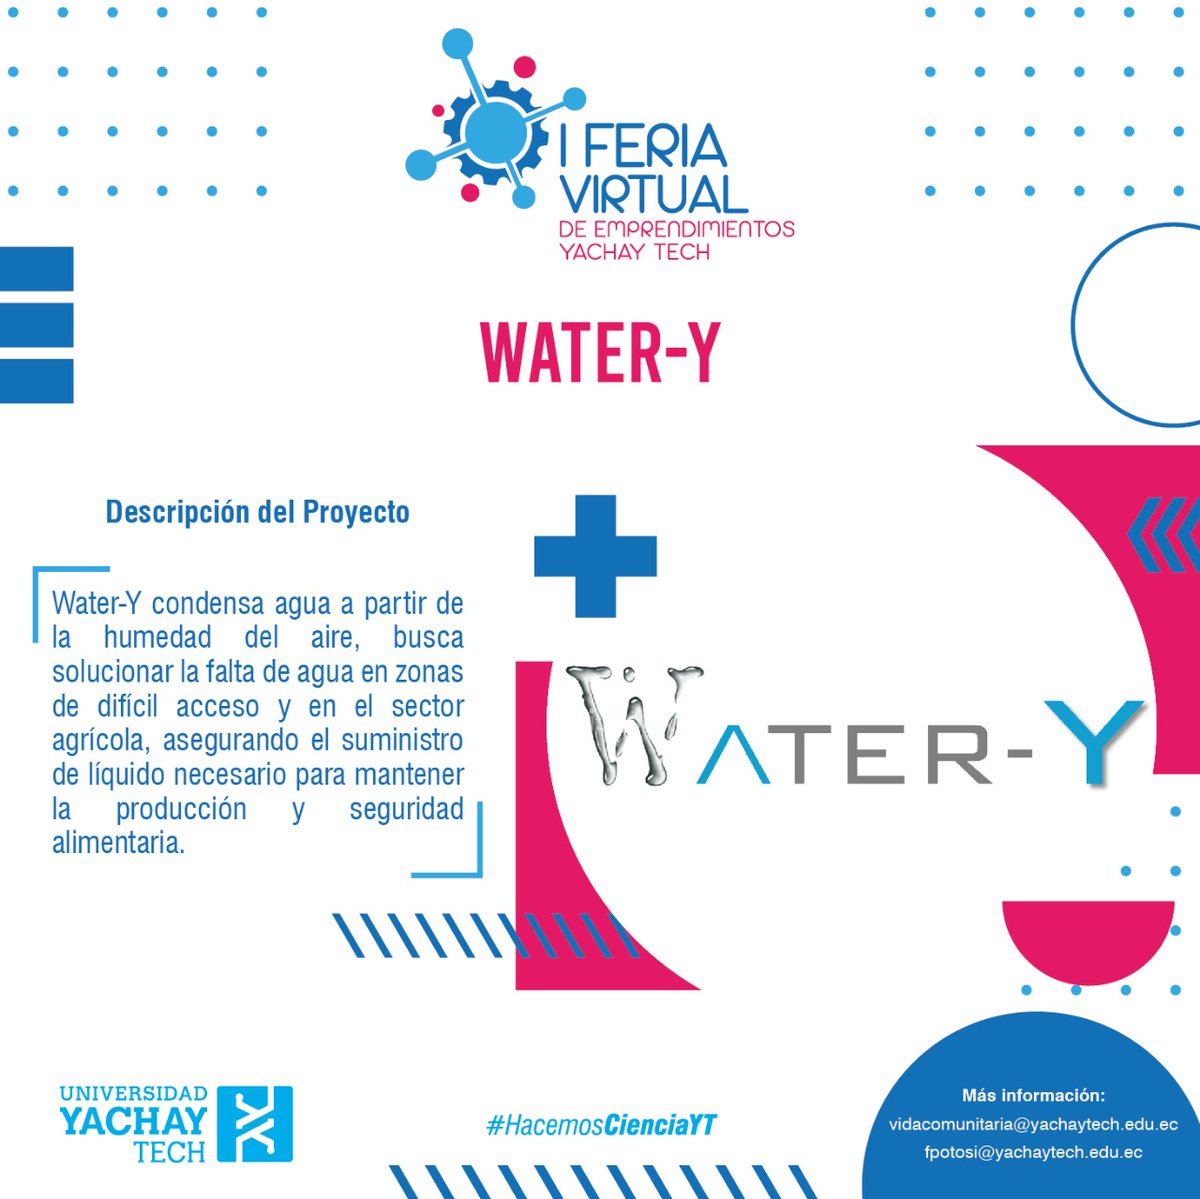 I FERIA
VIRTUAL
DE EMPRENDIMIENTOS
YACHAY TECH
WATER-Y
Descripción del Proyecto
Water-Y condensa agua a partir de
la humedad del aire, busca
solucionar la falta de agua en zonas
de difícil acceso y en el sector
agrícola, asegurando el suministro
de líquido necesario para mantener
la producción y seguridad
alimentaria.
WATER-Y
UNIVERSIDAD
YACHAY
TECH
#HacemosCienciaYT
Más información:
vidacomunitaria@yachaytech.edu.ec
fpotosi@yachaytech.edu.ec